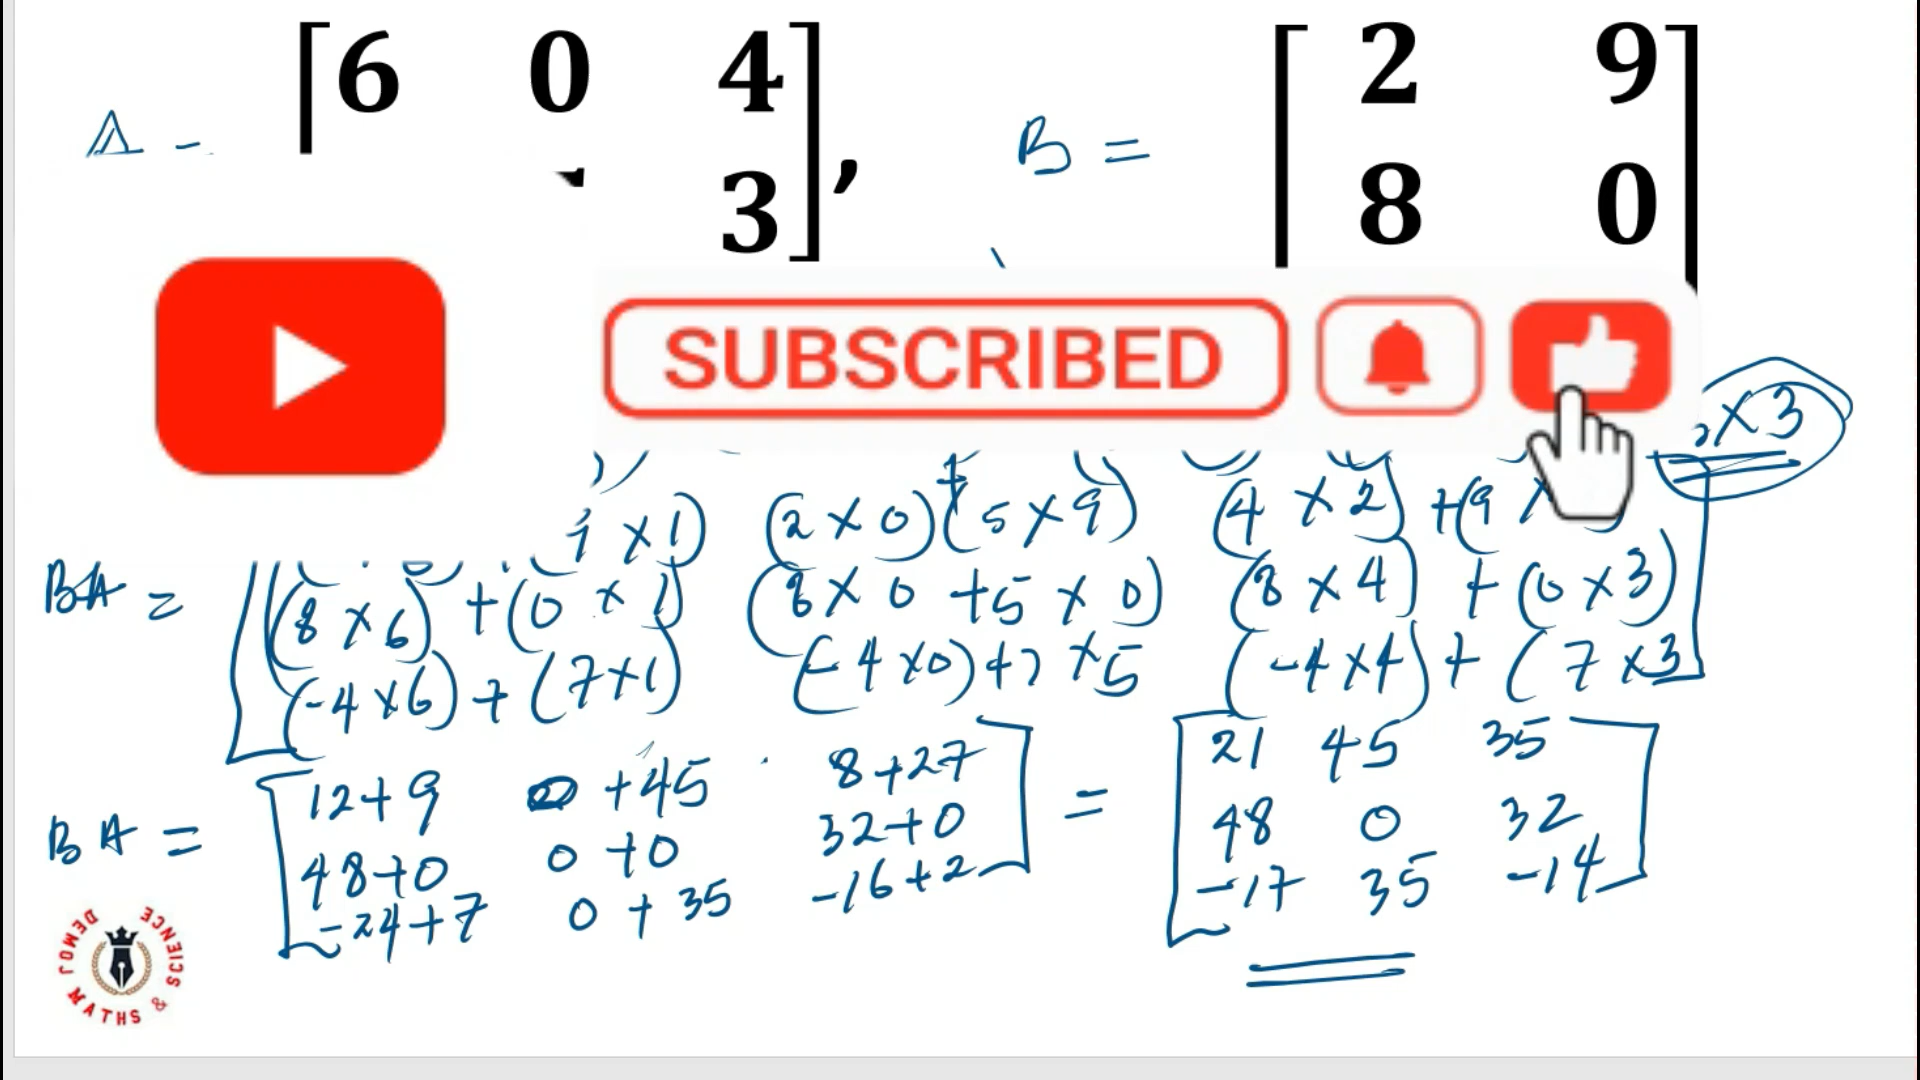 A - [6 0 4
3], B = [2 9
8 0]
SUBSCRIBED
×3
1×1) (2×0)+(5×9) (4×2)+(9×
BA = [(8×6)+(0×1) (8×0+5×0) (8×4)+(0×3)
(-4×6)+(7×1) (-4×0)+7×5 (-4×4)+(7×3]
BA = [12+9 0+45 8+27
48+0 0+0 32+0
-24+7 0+35 -16+2] = [21 45 35
48 0 32
-17 35 -14]
DEMOJ MATHS & SCIENCE